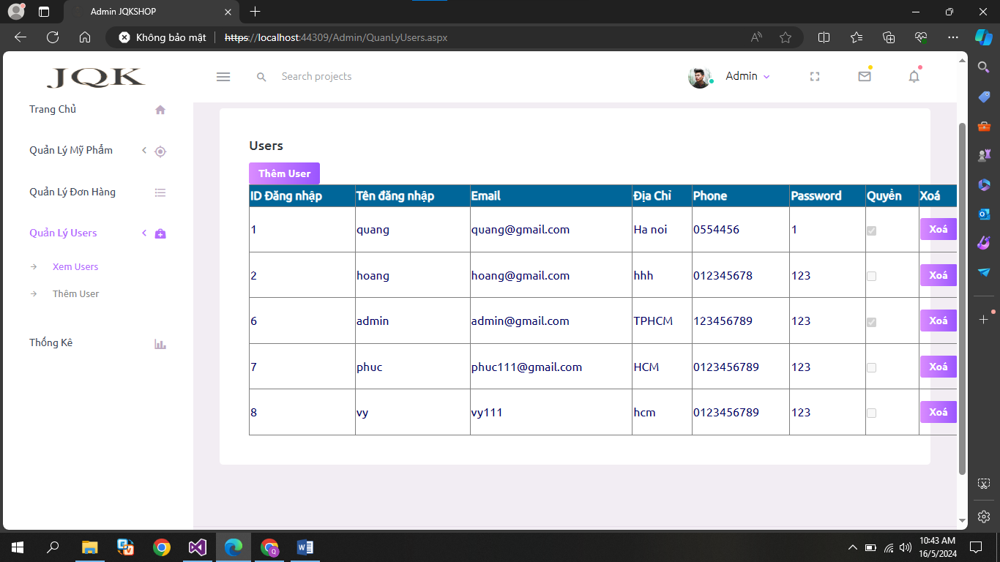 Admin JQKSHOP
Không bảo mật https://localhost:44309/Admin/QuanLyUsers.aspx
JQK
Search projects
Admin
Trang Chủ
Quản Lý Mỹ Phẩm
Quản Lý Đơn Hàng
Quản Lý Users
Xem Users
Thêm User
Thống Kê
Users
Thêm User
ID Đăng nhập Tên đăng nhập Email Địa Chỉ Phone Password Quyền Xoá
1 quang quang@gmail.com Ha noi 0554456 1 Xoá
2 hoang hoang@gmail.com hhh 012345678 123 Xoá
6 admin admin@gmail.com TPHCM 123456789 123 Xoá
7 phuc phuc111@gmail.com HCM 0123456789 123 Xoá
8 vy vy111 hcm 0123456789 123 Xoá
10:43 AM
16/5/2024